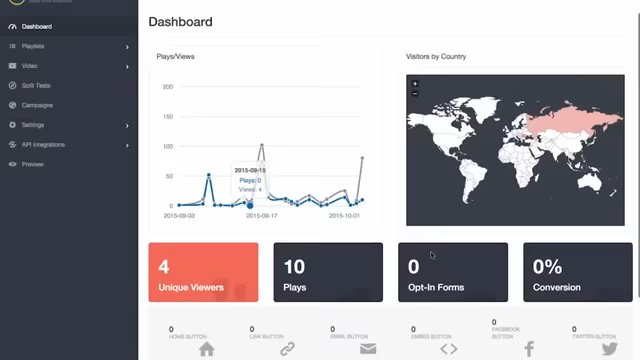 Dashboard
Dashboard
Playlists
Video
Split Tests
Campaigns
Settings
API Integrations
Preview
Plays/Views
Visitors by Country
200
150
100
50
0
2015-09-15
Plays: 0
Views: 4
2015-09-03
2015-09-17
2015-10-01
+
−
4
Unique Viewers
10
Plays
0
Opt-In Forms
0%
Conversion
0
HOME BUTTON
0
LINK BUTTON
0
EMAIL BUTTON
0
EMBED BUTTON
0
FACEBOOK
BUTTON
0
TWITTER BUTTON